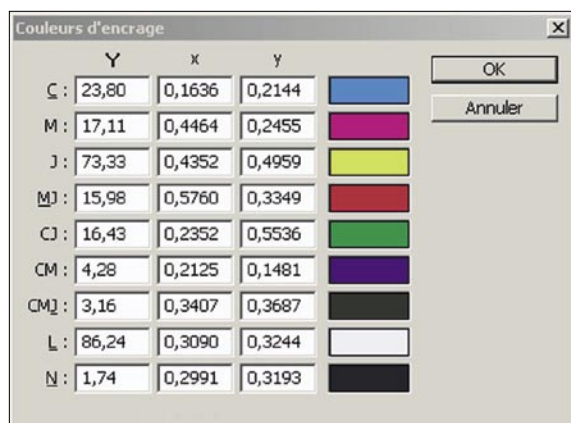 Couleurs d'encrage
Y x y
C : 23,80 0,1636 0,2144
OK
M : 17,11 0,4464 0,2455
Annuler
J : 73,33 0,4352 0,4959
MJ : 15,98 0,5760 0,3349
CJ : 16,43 0,2352 0,5536
CM : 4,28 0,2125 0,1481
CMJ : 3,16 0,3407 0,3687
L : 86,24 0,3090 0,3244
N : 1,74 0,2991 0,3193